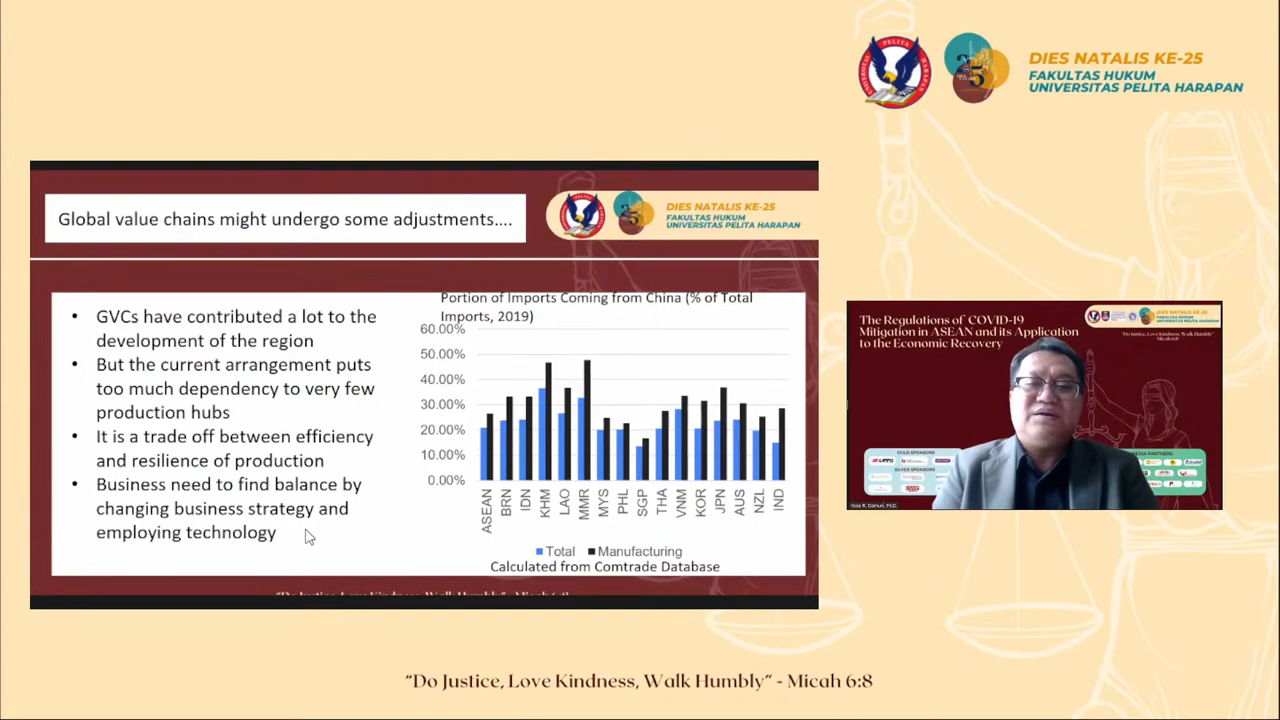 DIES NATALIS KE-25
FAKULTAS HUKUM
UNIVERSITAS PELITA HARAPAN
Global value chains might undergo some adjustments....
DIES NATALIS KE-25
FAKULTAS HUKUM
UNIVERSITAS PELITA HARAPAN
• GVCs have contributed a lot to the
development of the region
• But the current arrangement puts
too much dependency to very few
production hubs
• It is a trade off between efficiency
and resilience of production
• Business need to find balance by
changing business strategy and
employing technology
Portion of Imports Coming from China (% of Total
Imports, 2019)
60.00%
50.00%
40.00%
30.00%
20.00%
10.00%
0.00%
ASEAN
BRN
IDN
KHM
LAO
MMR
MYS
PHL
SGP
THA
VNM
KOR
JPN
AUS
NZL
IND
Total
Manufacturing
Calculated from Comtrade Database
The Regulations of COVID-19
Mitigation in ASEAN and its Application
to the Economic Recovery
"Do Justice, Love Kindness, Walk Humbly"
Micah 6:8
GOLD SPONSORS
LIPPO
SILVER SPONSORS
MEDIA PARTNERS
"Do Justice, Love Kindness, Walk Humbly" - Micah 6:8